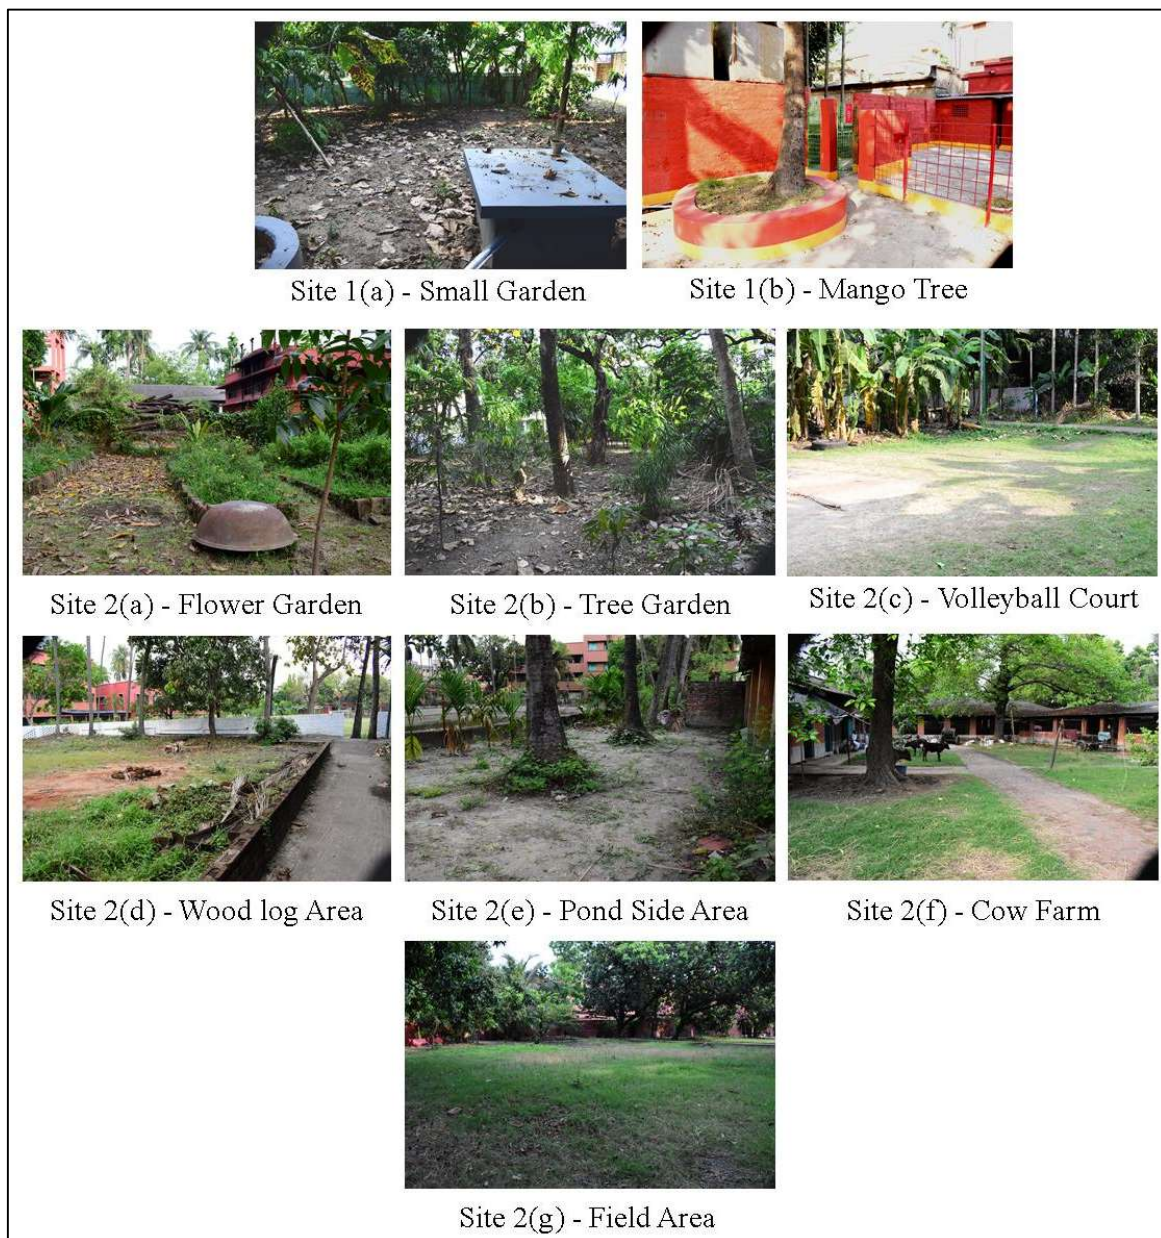 Site 1(a) - Small Garden
Site 1(b) - Mango Tree
Site 2(a) - Flower Garden
Site 2(b) - Tree Garden
Site 2(c) - Volleyball Court
Site 2(d) - Wood log Area
Site 2(e) - Pond Side Area
Site 2(f) - Cow Farm
Site 2(g) - Field Area